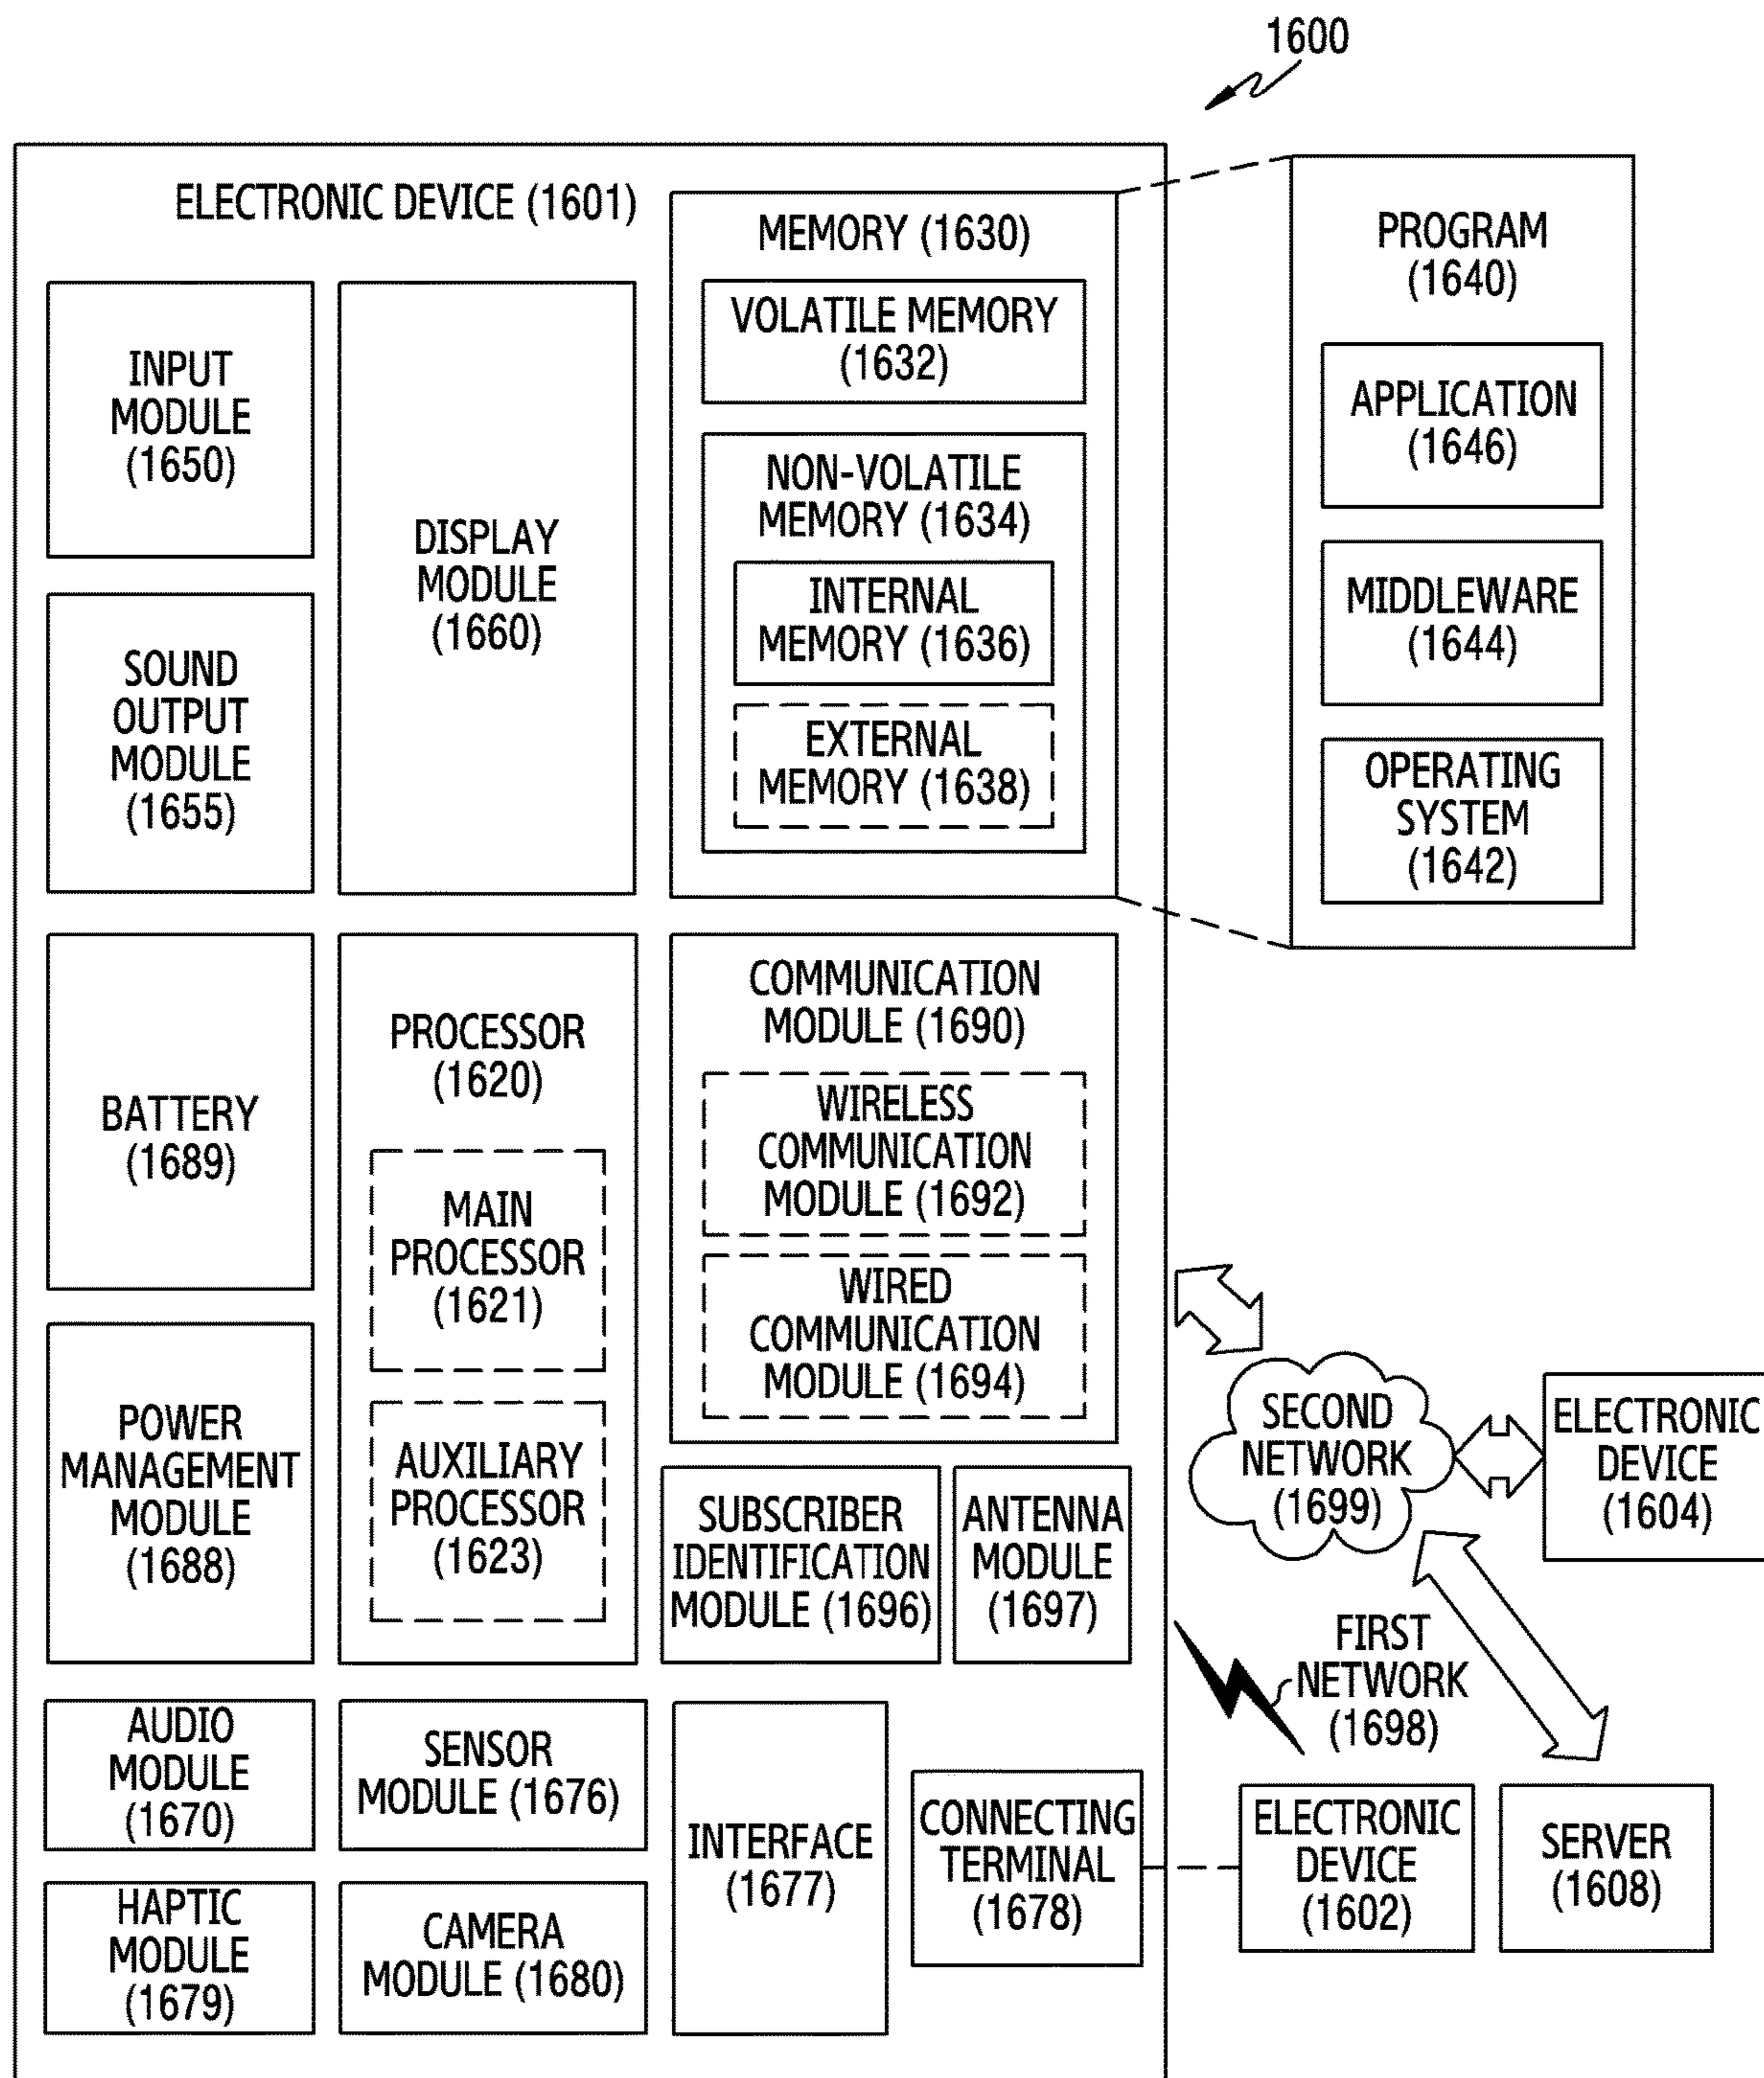 1600
ELECTRONIC DEVICE (1601)
INPUT
MODULE
(1650)
DISPLAY
MODULE
(1660)
SOUND
OUTPUT
MODULE
(1655)
MEMORY (1630)
VOLATILE MEMORY
(1632)
NON-VOLATILE
MEMORY (1634)
INTERNAL
MEMORY (1636)
EXTERNAL
MEMORY (1638)
PROGRAM
(1640)
APPLICATION
(1646)
MIDDLEWARE
(1644)
OPERATING
SYSTEM
(1642)
BATTERY
(1689)
POWER
MANAGEMENT
MODULE
(1688)
PROCESSOR
(1620)
MAIN
PROCESSOR
(1621)
AUXILIARY
PROCESSOR
(1623)
COMMUNICATION
MODULE (1690)
WIRELESS
COMMUNICATION
MODULE (1692)
WIRED
COMMUNICATION
MODULE (1694)
SUBSCRIBER
IDENTIFICATION
MODULE (1696)
ANTENNA
MODULE
(1697)
SECOND
NETWORK
(1699)
ELECTRONIC
DEVICE
(1604)
FIRST
NETWORK
(1698)
AUDIO
MODULE
(1670)
SENSOR
MODULE (1676)
HAPTIC
MODULE
(1679)
CAMERA
MODULE (1680)
INTERFACE
(1677)
CONNECTING
TERMINAL
(1678)
ELECTRONIC
DEVICE
(1602)
SERVER
(1608)